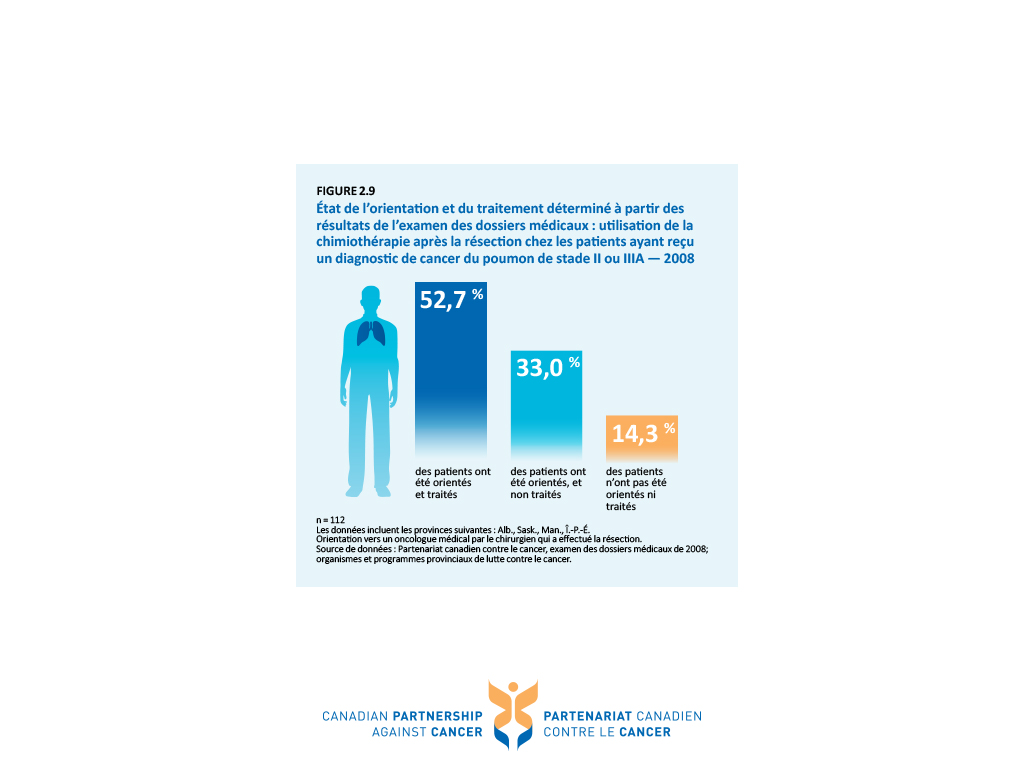 FIGURE 2.9
État de l'orientation et du traitement déterminé à partir des
résultats de l'examen des dossiers médicaux : utilisation de la
chimiothérapie après la résection chez les patients ayant reçu
un diagnostic de cancer du poumon de stade II ou IIIA — 2008
52,7 %
33,0 %
14,3 %
des patients ont
été orientés
et traités
des patients ont
été orientés, et
non traités
des patients
n'ont pas été
orientés ni
traités
n = 112
Les données incluent les provinces suivantes : Alb., Sask., Man., Î.-P.-É.
Orientation vers un oncologue médical par le chirurgien qui a effectué la résection.
Source de données : Partenariat canadien contre le cancer, examen des dossiers médicaux de 2008;
organismes et programmes provinciaux de lutte contre le cancer.
CANADIAN PARTNERSHIP
AGAINST CANCER
PARTENARIAT CANADIEN
CONTRE LE CANCER